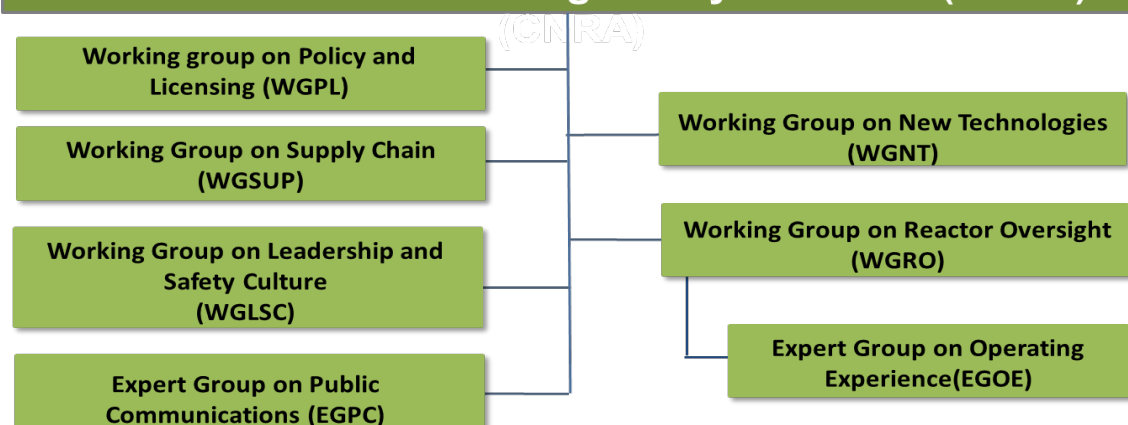 (CNRA)
Working group on Policy and
Licensing (WGPL)
Working Group on Supply Chain
(WGSUP)
Working Group on Leadership and
Safety Culture
(WGLSC)
Expert Group on Public
Communications (EGPC)
Working Group on New Technologies
(WGNT)
Working Group on Reactor Oversight
(WGRO)
Expert Group on Operating
Experience(EGOE)